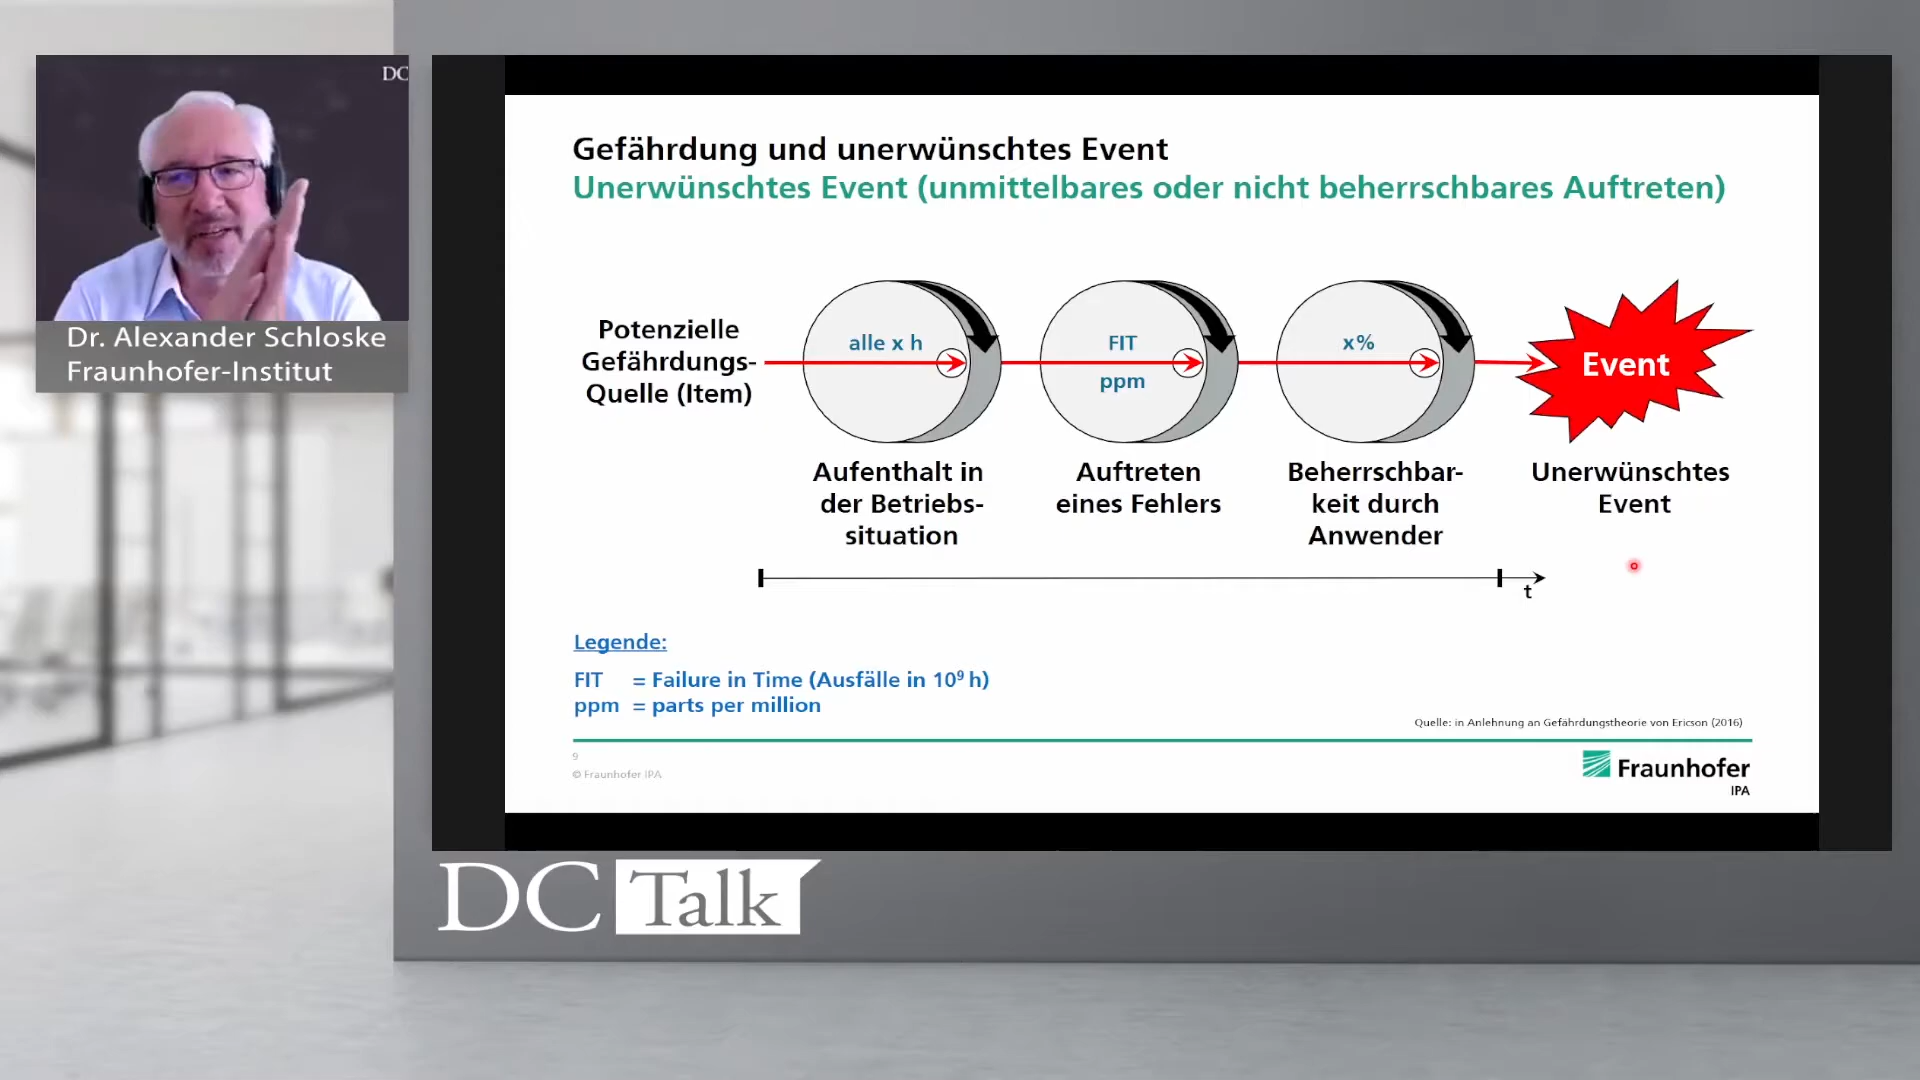 DC
Dr. Alexander Schloske
Fraunhofer-Institut
Gefährdung und unerwünschtes Event
Unerwünschtes Event (unmittelbares oder nicht beherrschbares Auftreten)
Potenzielle
Gefährdungs-
Quelle (Item)
alle x h
FIT
ppm
x%
Event
Aufenthalt in
der Betriebs-
situation
Auftreten
eines Fehlers
Beherrschbar-
keit durch
Anwender
Unerwünschtes
Event
t
Legende:
FIT = Failure in Time (Ausfälle in 10⁹ h)
ppm = parts per million
Quelle: in Anlehnung an Gefährdungstheorie von Ericson (2016)
9
© Fraunhofer IPA
Fraunhofer
IPA
DC Talk